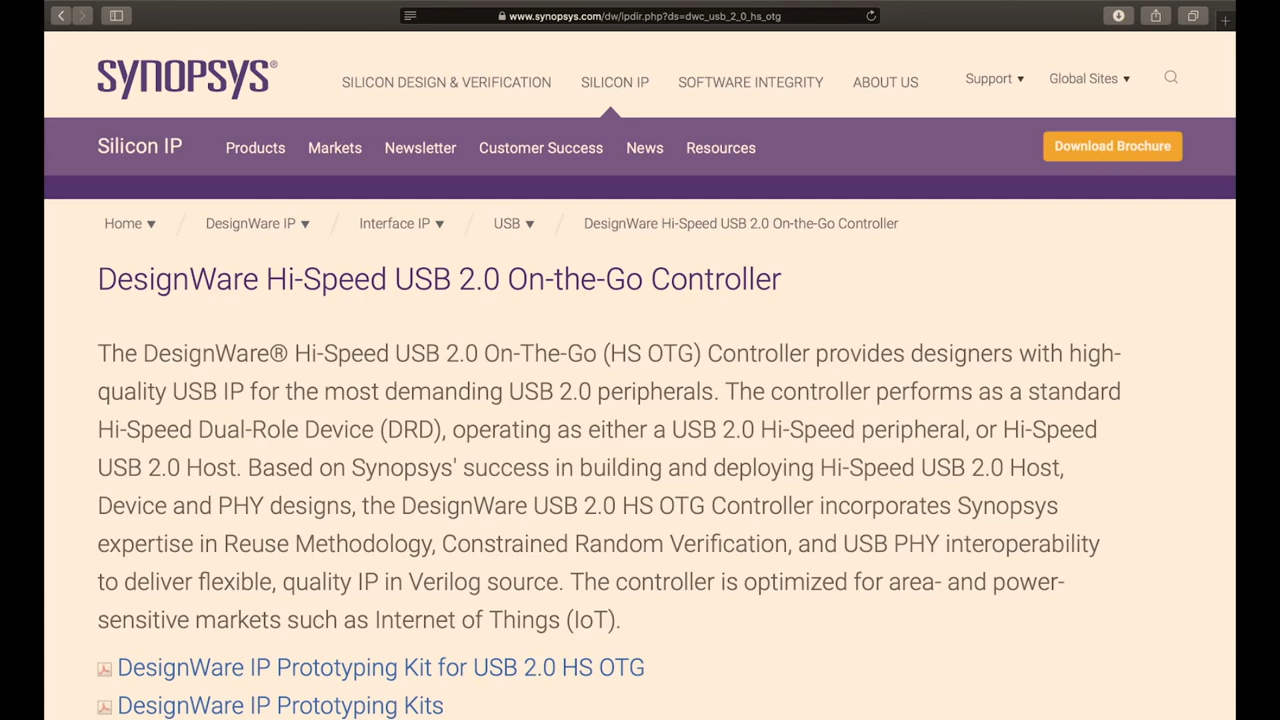 www.synopsys.com/dw/ipdir.php?ds=dwc_usb_2_0_hs_otg
SYNOPSYS®
SILICON DESIGN & VERIFICATION SILICON IP SOFTWARE INTEGRITY ABOUT US Support ▼ Global Sites ▼
Silicon IP Products Markets Newsletter Customer Success News Resources Download Brochure
Home ▼ / DesignWare IP ▼ / Interface IP ▼ / USB ▼ / DesignWare Hi-Speed USB 2.0 On-the-Go Controller
DesignWare Hi-Speed USB 2.0 On-the-Go Controller
The DesignWare® Hi-Speed USB 2.0 On-The-Go (HS OTG) Controller provides designers with high-
quality USB IP for the most demanding USB 2.0 peripherals. The controller performs as a standard
Hi-Speed Dual-Role Device (DRD), operating as either a USB 2.0 Hi-Speed peripheral, or Hi-Speed
USB 2.0 Host. Based on Synopsys' success in building and deploying Hi-Speed USB 2.0 Host,
Device and PHY designs, the DesignWare USB 2.0 HS OTG Controller incorporates Synopsys
expertise in Reuse Methodology, Constrained Random Verification, and USB PHY interoperability
to deliver flexible, quality IP in Verilog source. The controller is optimized for area- and power-
sensitive markets such as Internet of Things (IoT).
DesignWare IP Prototyping Kit for USB 2.0 HS OTG
DesignWare IP Prototyping Kits